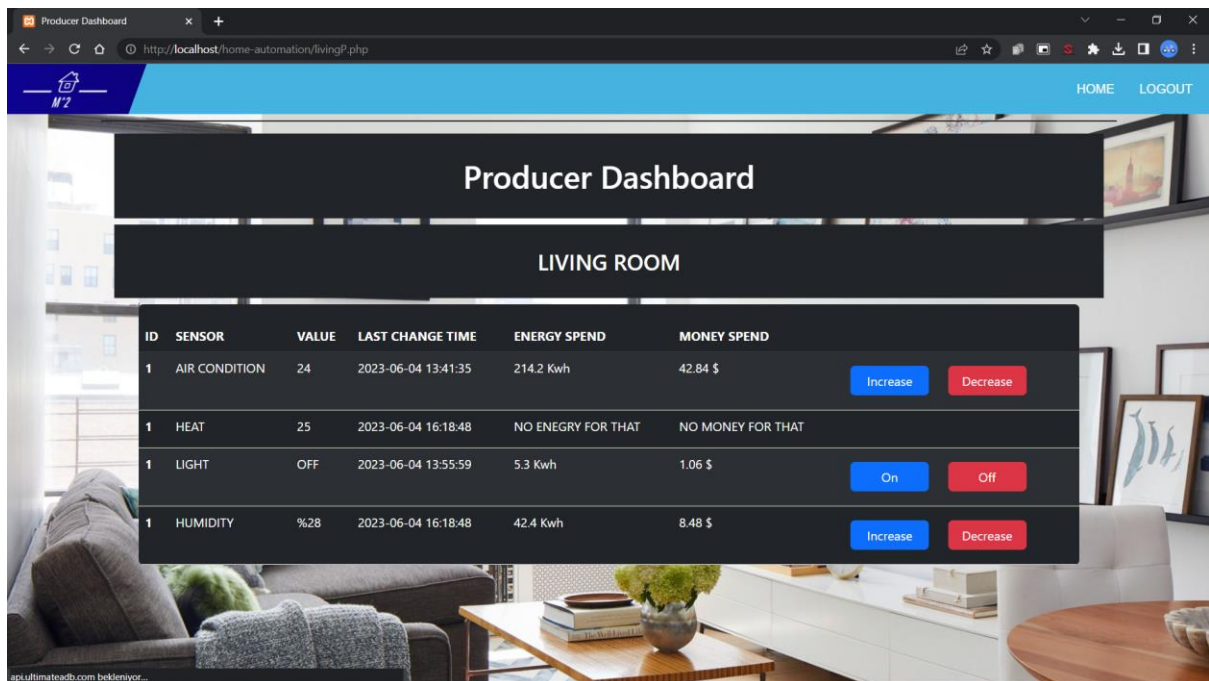 Producer Dashboard
http://localhost/home-automation/livingP.php
M'2
HOME LOGOUT
Producer Dashboard
LIVING ROOM
ID SENSOR VALUE LAST CHANGE TIME ENERGY SPEND MONEY SPEND
1 AIR CONDITION 24 2023-06-04 13:41:35 214.2 Kwh 42.84 $ Increase Decrease
1 HEAT 25 2023-06-04 16:18:48 NO ENEGRY FOR THAT NO MONEY FOR THAT
1 LIGHT OFF 2023-06-04 13:55:59 5.3 Kwh 1.06 $ On Off
1 HUMIDITY %28 2023-06-04 16:18:48 42.4 Kwh 8.48 $ Increase Decrease
api.ultimateadb.com bekleniyor...